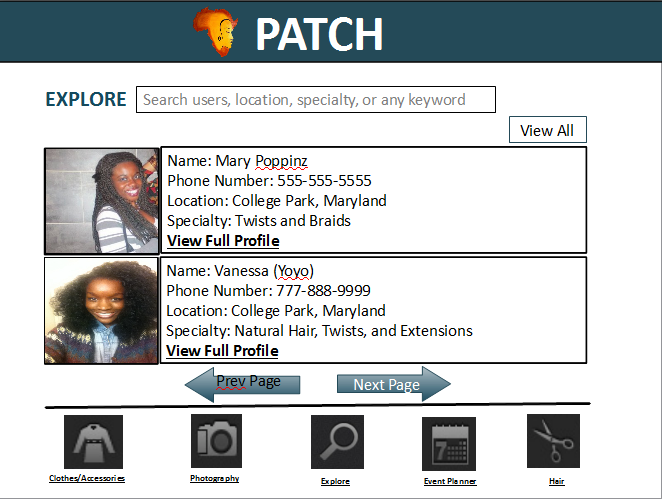 PATCH
EXPLORE Search users, location, specialty, or any keyword
View All
Name: Mary Poppinz
Phone Number: 555-555-5555
Location: College Park, Maryland
Specialty: Twists and Braids
View Full Profile
Name: Vanessa (Yoyo)
Phone Number: 777-888-9999
Location: College Park, Maryland
Specialty: Natural Hair, Twists, and Extensions
View Full Profile
Prev Page Next Page
7
Clothes/Accessories Photography Explore Event Planner Hair